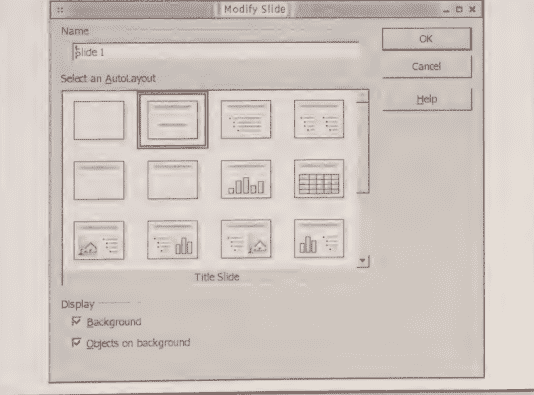 Modify Slide
Name
Slide 1
OK
Cancel
Select an AutoLayout
Help
Title Slide
Display
Background
Objects on background